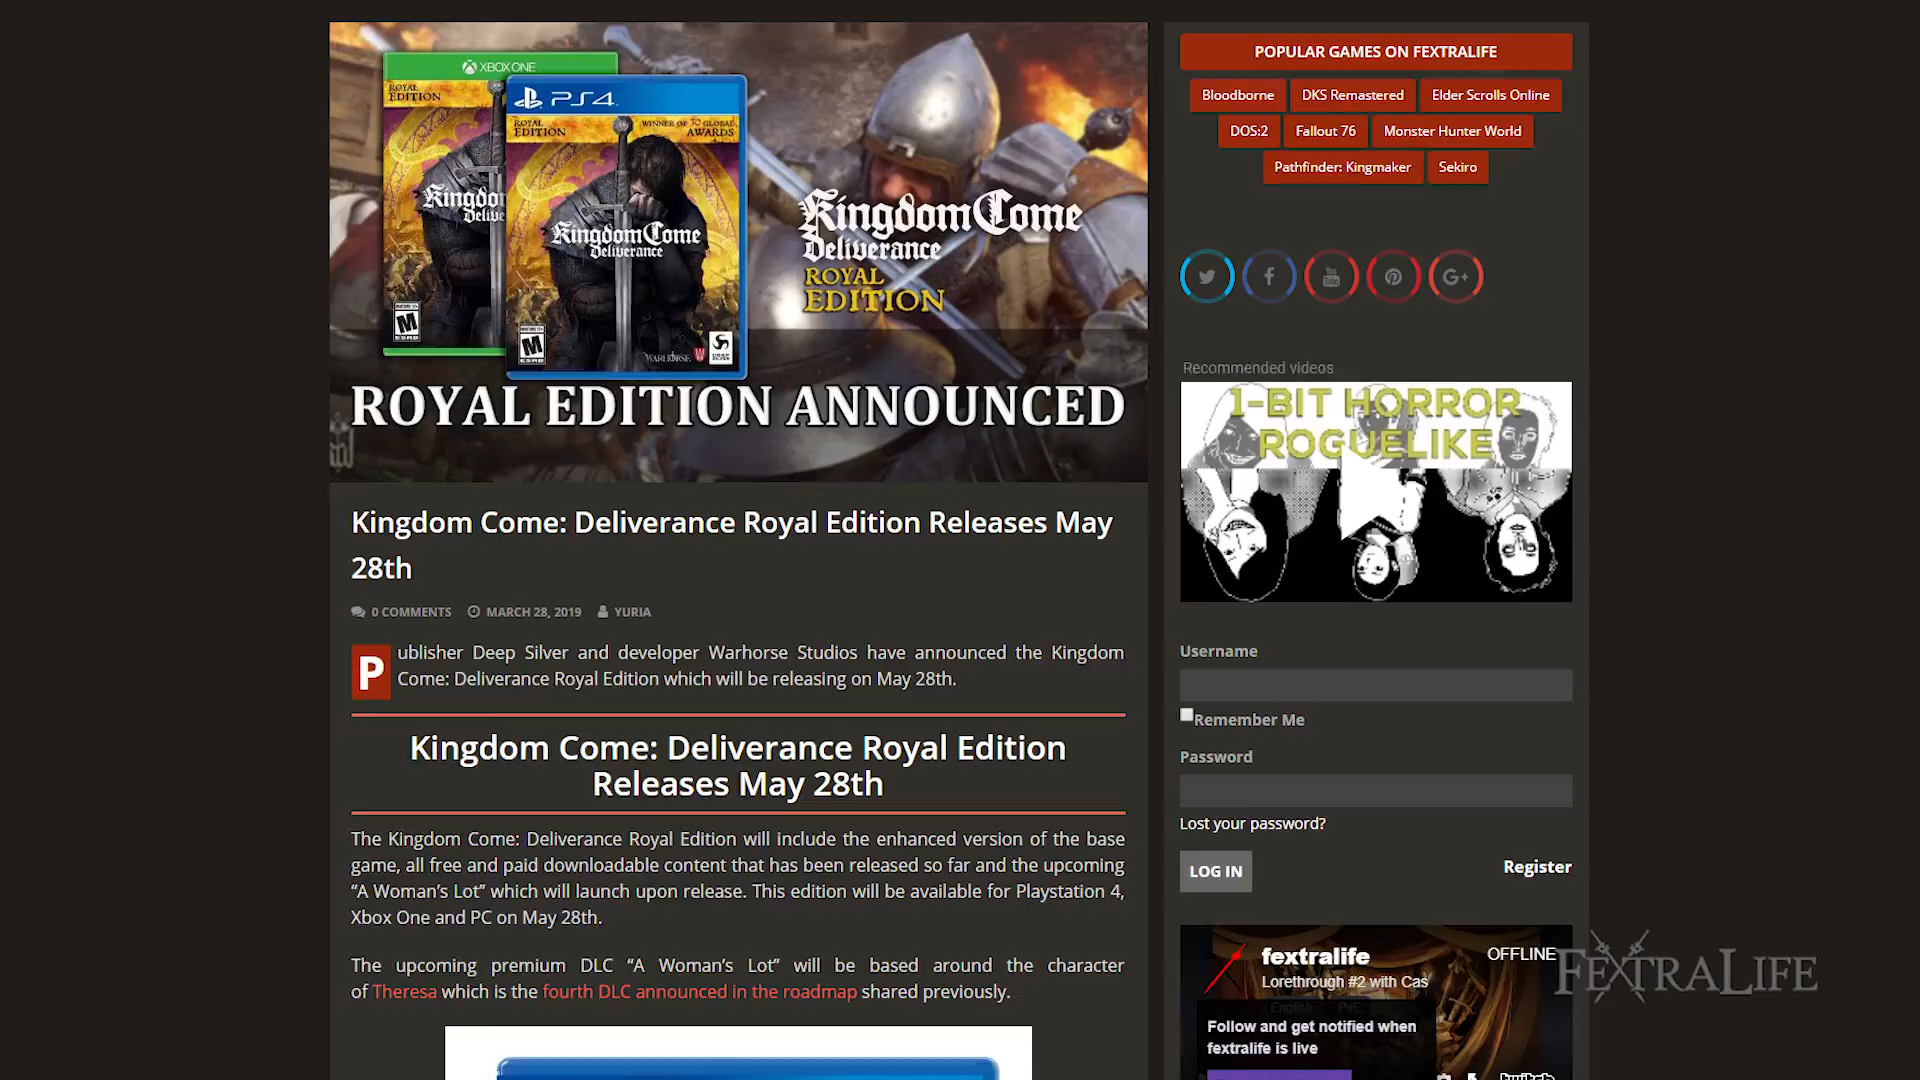 XBOX ONE
ROYAL
EDITION
PS4
ROYAL
EDITION
WINNER OF 70 GLOBAL
AWARDS
Kingdom Come
Deliverance
MATURE 17+
M
ESRB
WARHORSE
DEEP
SILVER
Kingdom Come
Deliverance
ROYAL
EDITION
ROYAL EDITION ANNOUNCED
Kingdom Come: Deliverance Royal Edition Releases May
28th
0 COMMENTS MARCH 28, 2019 YURIA
Publisher Deep Silver and developer Warhorse Studios have announced the Kingdom
Come: Deliverance Royal Edition which will be releasing on May 28th.
Kingdom Come: Deliverance Royal Edition
Releases May 28th
The Kingdom Come: Deliverance Royal Edition will include the enhanced version of the base
game, all free and paid downloadable content that has been released so far and the upcoming
“A Woman’s Lot” which will launch upon release. This edition will be available for Playstation 4,
Xbox One and PC on May 28th.
The upcoming premium DLC “A Woman’s Lot” will be based around the character
of Theresa which is the fourth DLC announced in the roadmap shared previously.
POPULAR GAMES ON FEXTRALIFE
Bloodborne DKS Remastered Elder Scrolls Online
DOS:2 Fallout 76 Monster Hunter World
Pathfinder: Kingmaker Sekiro
You
G+
Recommended videos
1-BIT HORROR
ROGUELIKE
Username
Remember Me
Password
Lost your password?
LOG IN Register
fextralife OFFLINE
Lorethrough #2 with Cas
English PvE
Follow and get notified when
fextralife is live
twitch
FEXTRALIFE